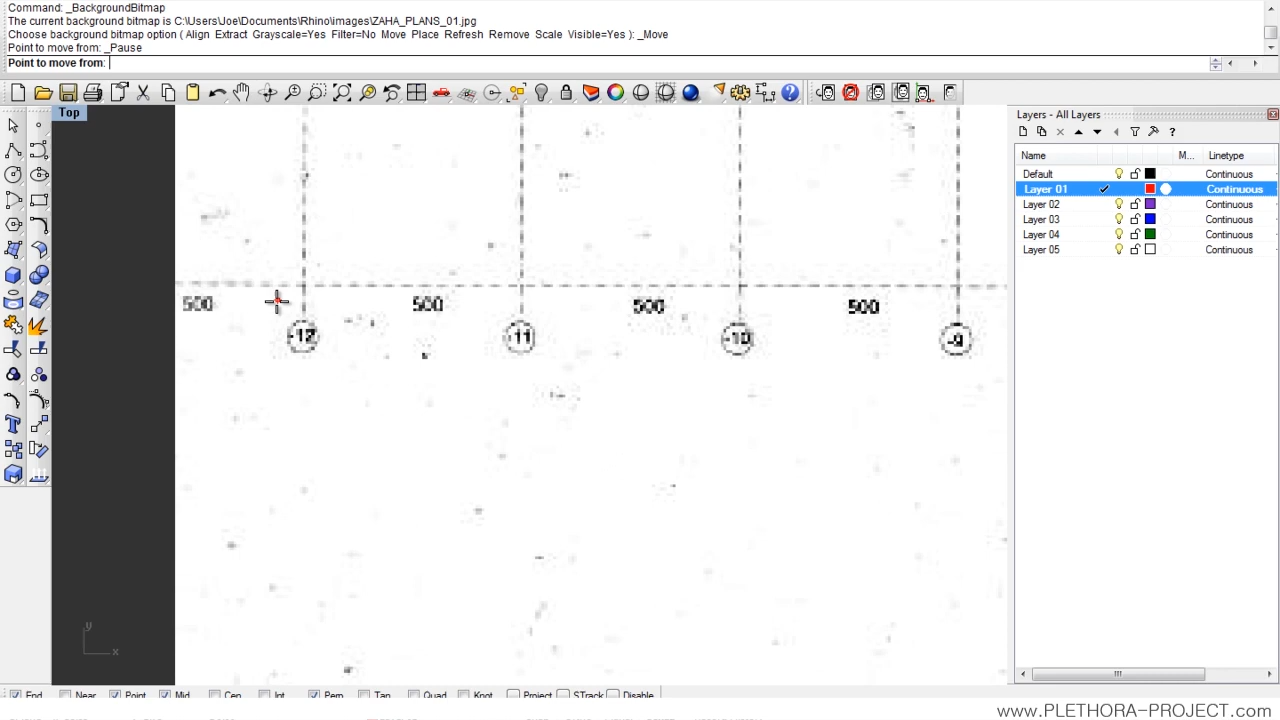 Command: _BackgroundBitmap
The current background bitmap is C:\Users\Joe\Documents\Rhino\images\ZAHA_PLANS_01.jpg
Choose background bitmap option ( Align Extract Grayscale=Yes Filter=No Move Place Refresh Remove Scale Visible=Yes ): _Move
Point to move from: _Pause
Point to move from:
Top
Layers - All Layers
Name M... Linetype
Default Continuous
Layer 01 Continuous
Layer 02 Continuous
Layer 03 Continuous
Layer 04 Continuous
Layer 05 Continuous
500 500 500 500
-12 -11 -10 -9
y
x
End Near Point Mid Cen Int Perp Tan Quad Knot Project STrack Disable
www.PLETHORA-PROJECT.com